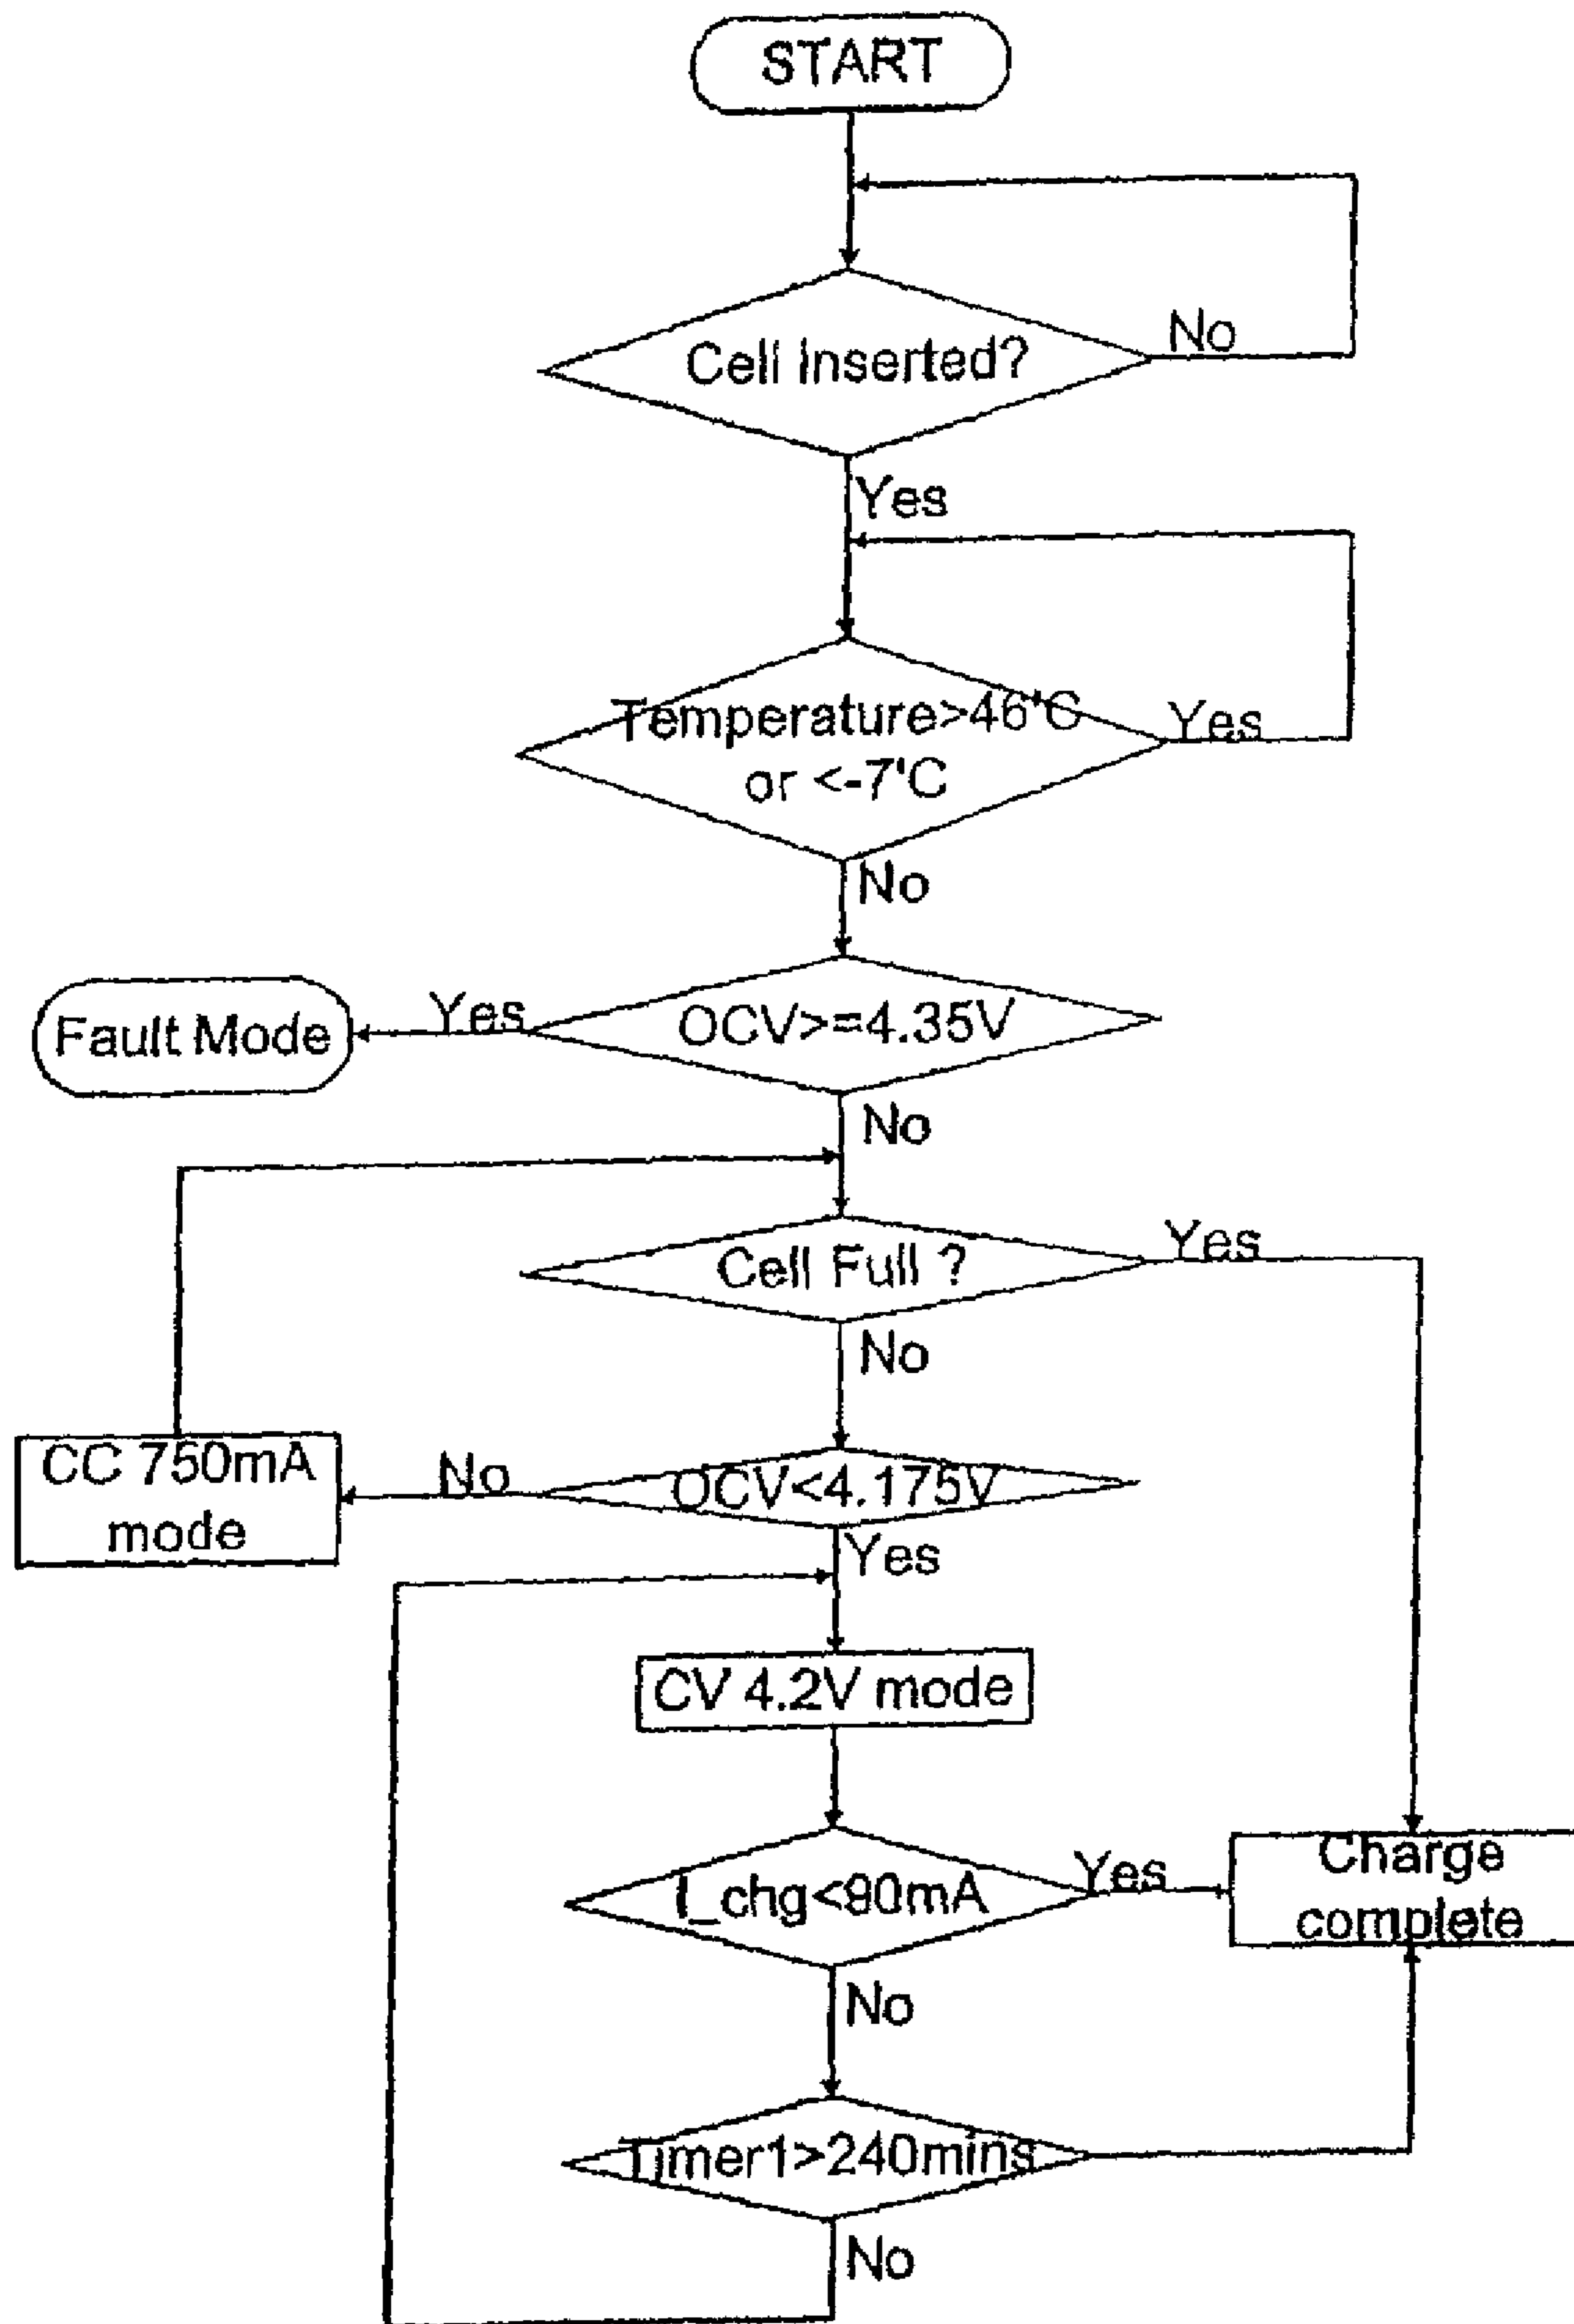 START
Cell Inserted?
No
Yes
Temperature>46'C
or <-7'C
Yes
No
OCV>=4.35V
Yes
Fault Mode
No
Cell Full ?
Yes
No
OCV<4.175V
No
CC 750mA
mode
Yes
CV 4.2V mode
I_chg<90mA
Yes
Charge
complete
No
Timer1>240mins
No